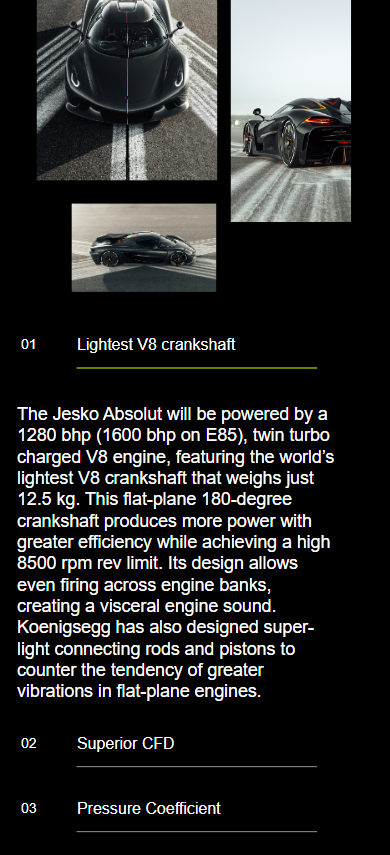 01 Lightest V8 crankshaft
The Jesko Absolut will be powered by a
1280 bhp (1600 bhp on E85), twin turbo
charged V8 engine, featuring the world's
lightest V8 crankshaft that weighs just
12.5 kg. This flat-plane 180-degree
crankshaft produces more power with
greater efficiency while achieving a high
8500 rpm rev limit. Its design allows
even firing across engine banks,
creating a visceral engine sound.
Koenigsegg has also designed super-
light connecting rods and pistons to
counter the tendency of greater
vibrations in flat-plane engines.
02 Superior CFD
03 Pressure Coefficient